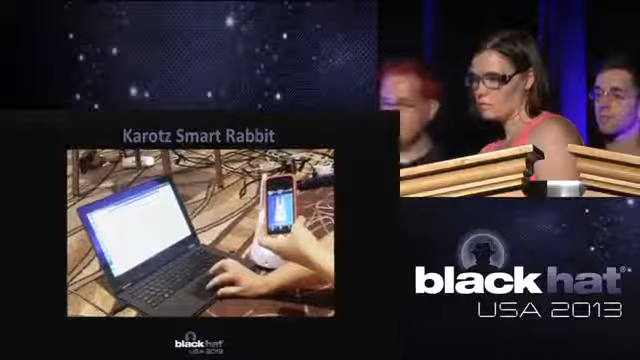 Karotz Smart Rabbit
black hat
USA 2013
black hat®
USA 2013